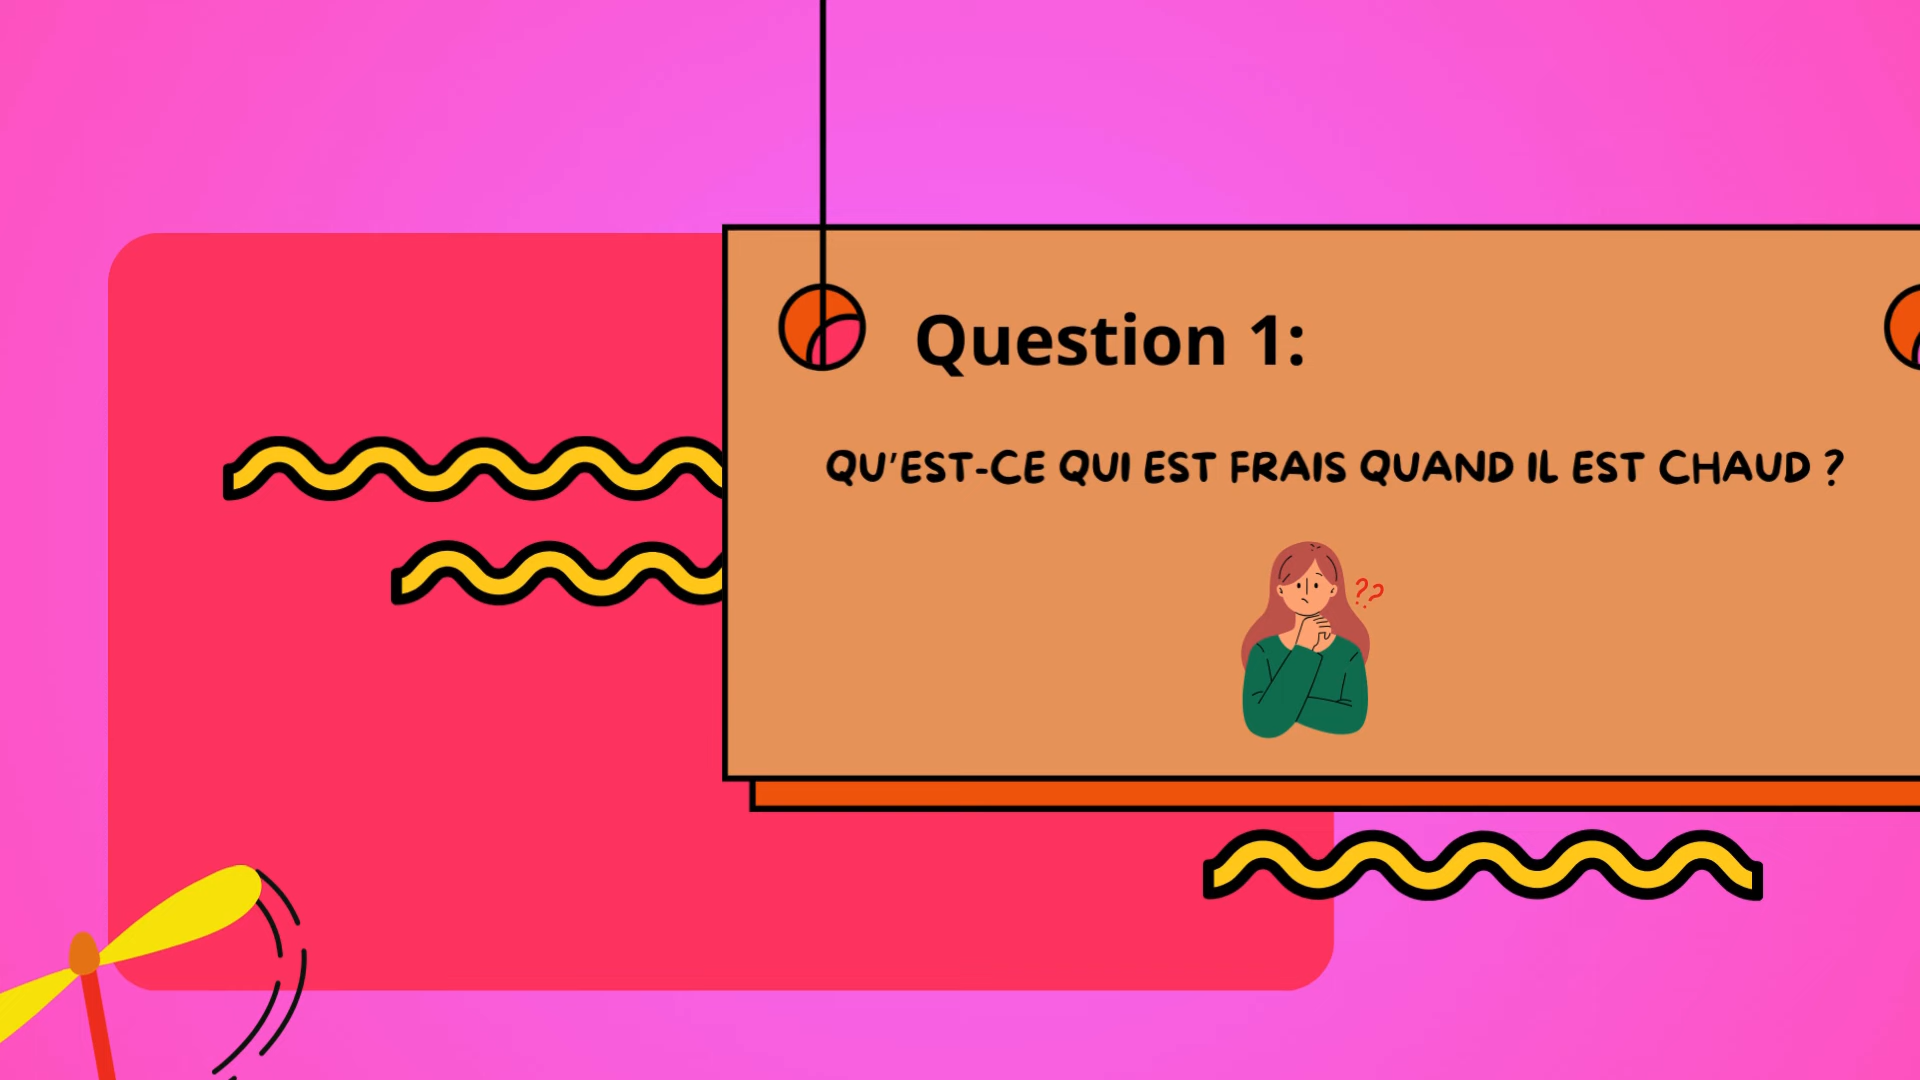 Question 1:
QU'EST-CE QUI EST FRAIS QUAND IL EST CHAUD ?
??